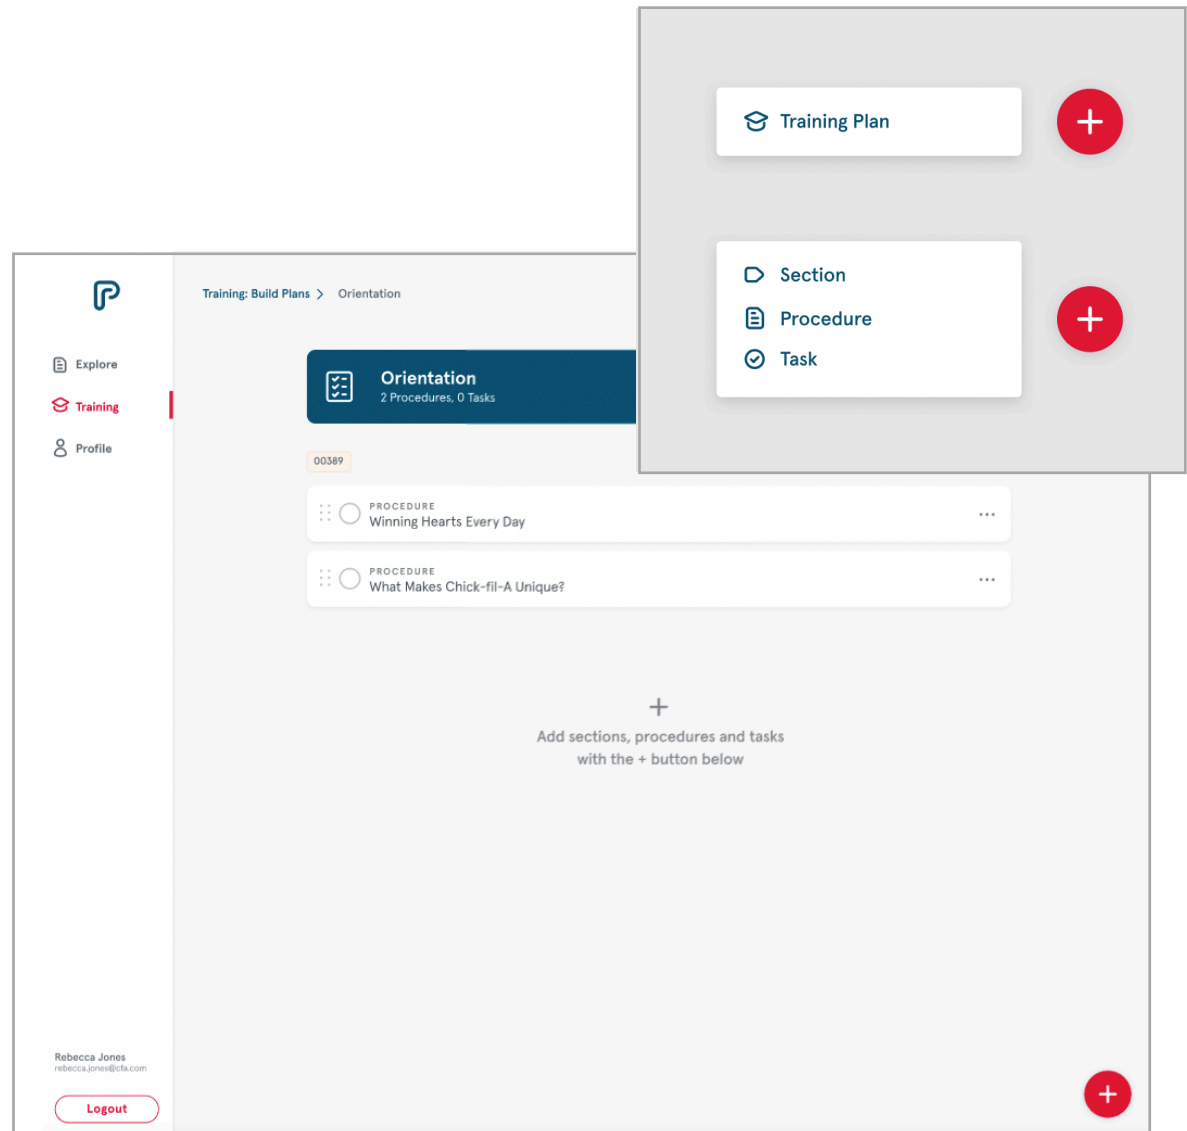 Training Plan
Section
Procedure
Task
Training: Build Plans > Orientation
Explore
Training
Profile
Orientation
2 Procedures, 0 Tasks
00389
PROCEDURE
Winning Hearts Every Day
PROCEDURE
What Makes Chick-fil-A Unique?
Add sections, procedures and tasks
with the + button below
Rebecca Jones
rebecca.jones@cfa.com
Logout